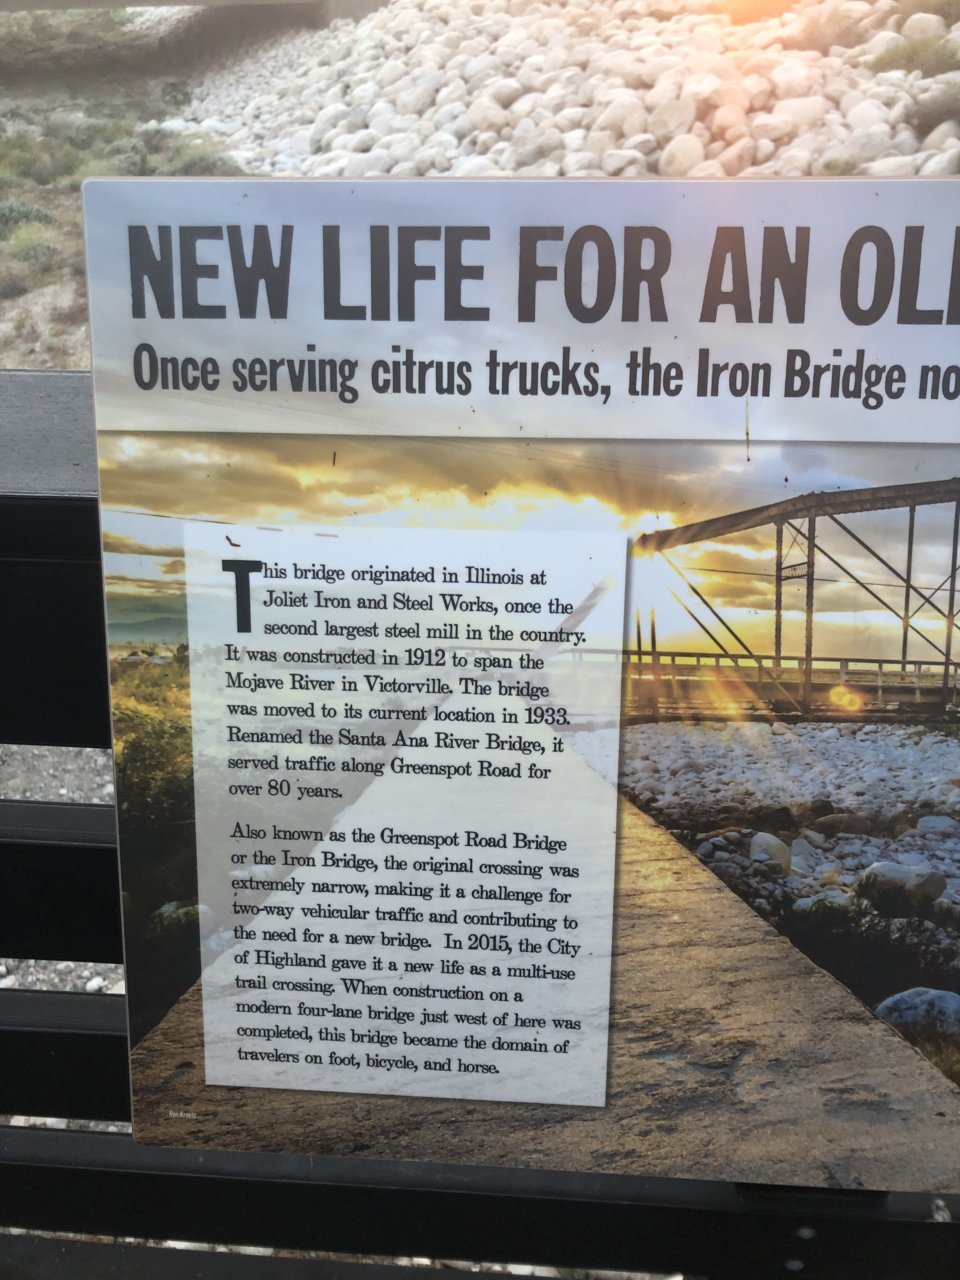 NEW LIFE FOR AN OL
Once serving citrus trucks, the Iron Bridge no
This bridge originated in Illinois at
Joliet Iron and Steel Works, once the
second largest steel mill in the country.
It was constructed in 1912 to span the
Mojave River in Victorville. The bridge
was moved to its current location in 1933.
Renamed the Santa Ana River Bridge, it
served traffic along Greenspot Road for
over 80 years.
Also known as the Greenspot Road Bridge
or the Iron Bridge, the original crossing was
extremely narrow, making it a challenge for
two-way vehicular traffic and contributing to
the need for a new bridge. In 2015, the City
of Highland gave it a new life as a multi-use
trail crossing. When construction on a
modern four-lane bridge just west of here was
completed, this bridge became the domain of
travelers on foot, bicycle, and horse.